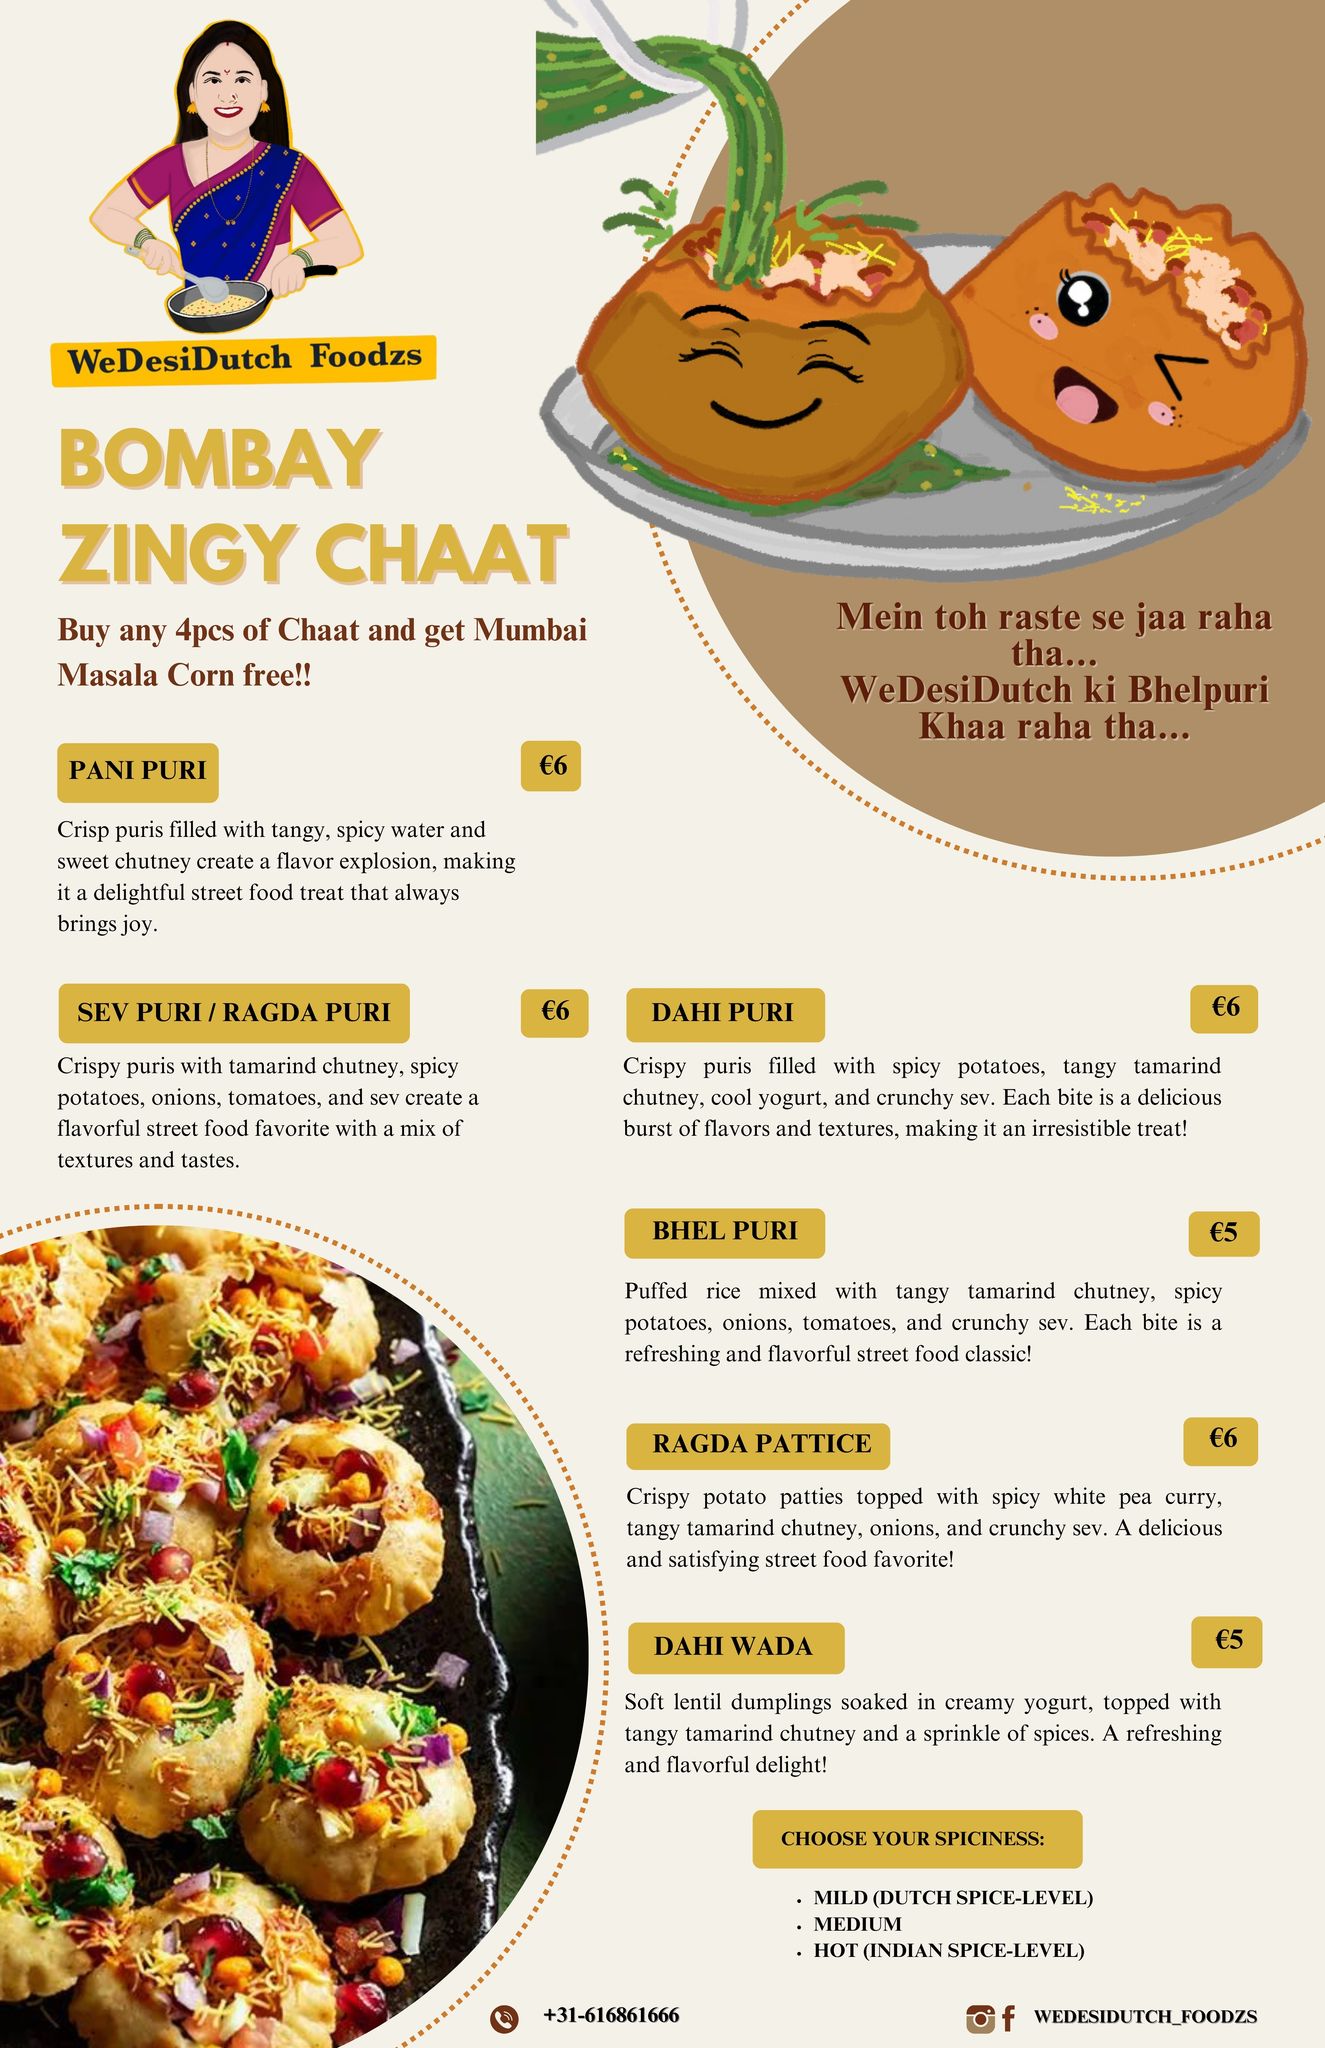 WeDesiDutch Foodzs
BOMBAY
ZINGY CHAAT
Buy any 4pcs of Chaat and get Mumbai
Masala Corn free!!
Mein toh raste se jaa raha
tha...
WeDesiDutch ki Bhelpuri
Khaa raha tha...
PANI PURI €6
Crisp puris filled with tangy, spicy water and
sweet chutney create a flavor explosion, making
it a delightful street food treat that always
brings joy.
SEV PURI / RAGDA PURI €6
Crispy puris with tamarind chutney, spicy
potatoes, onions, tomatoes, and sev create a
flavorful street food favorite with a mix of
textures and tastes.
DAHI PURI €6
Crispy puris filled with spicy potatoes, tangy tamarind
chutney, cool yogurt, and crunchy sev. Each bite is a delicious
burst of flavors and textures, making it an irresistible treat!
BHEL PURI €5
Puffed rice mixed with tangy tamarind chutney, spicy
potatoes, onions, tomatoes, and crunchy sev. Each bite is a
refreshing and flavorful street food classic!
RAGDA PATTICE €6
Crispy potato patties topped with spicy white pea curry,
tangy tamarind chutney, onions, and crunchy sev. A delicious
and satisfying street food favorite!
DAHI WADA €5
Soft lentil dumplings soaked in creamy yogurt, topped with
tangy tamarind chutney and a sprinkle of spices. A refreshing
and flavorful delight!
CHOOSE YOUR SPICINESS:
• MILD (DUTCH SPICE-LEVEL)
• MEDIUM
• HOT (INDIAN SPICE-LEVEL)
+31-616861666
WEDESIDUTCH_FOODZS